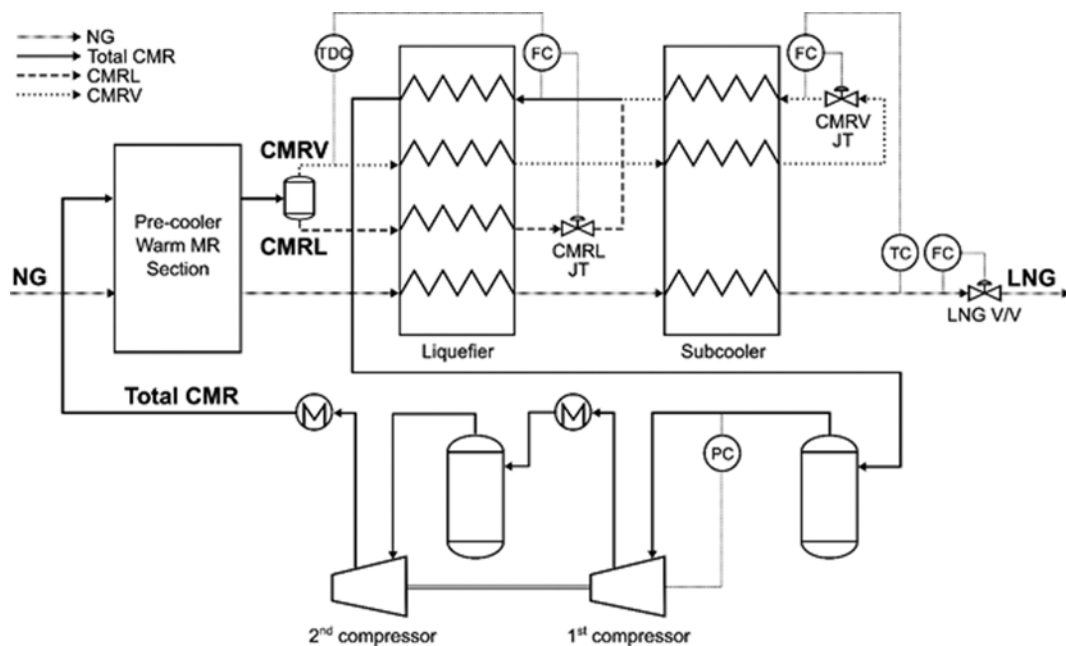 NG
Total CMR
CMRL
CMRV
TDC
FC
FC
CMRV
JT
CMRV
Pre-cooler
Warm MR
Section
CMRL
CMRL
JT
TC
FC
NG
LNG
LNG V/V
Liquefier
Subcooler
Total CMR
M
M
PC
2nd compressor
1st compressor